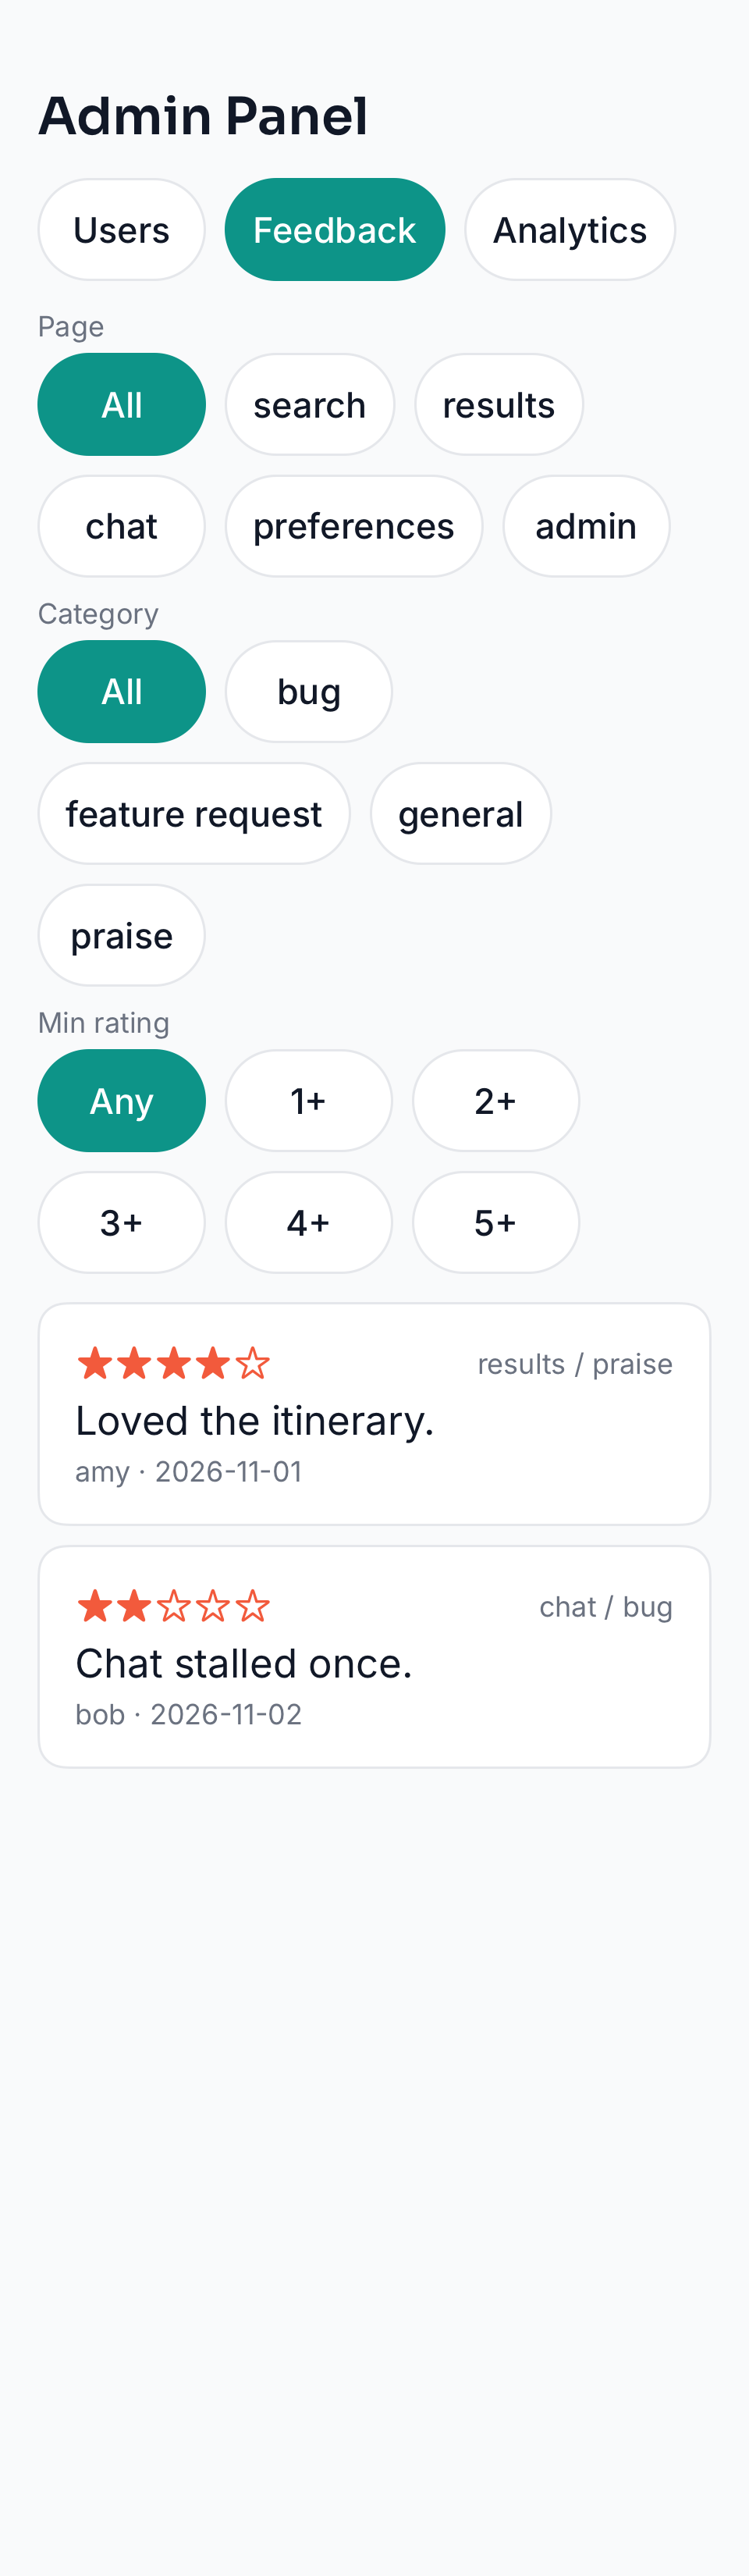 Admin Panel
Users Feedback Analytics
Page
All search results
chat preferences admin
Category
All bug
feature request general
praise
Min rating
Any 1+ 2+
3+ 4+ 5+
★★★★☆ results / praise
Loved the itinerary.
amy · 2026-11-01
★★☆☆☆ chat / bug
Chat stalled once.
bob · 2026-11-02